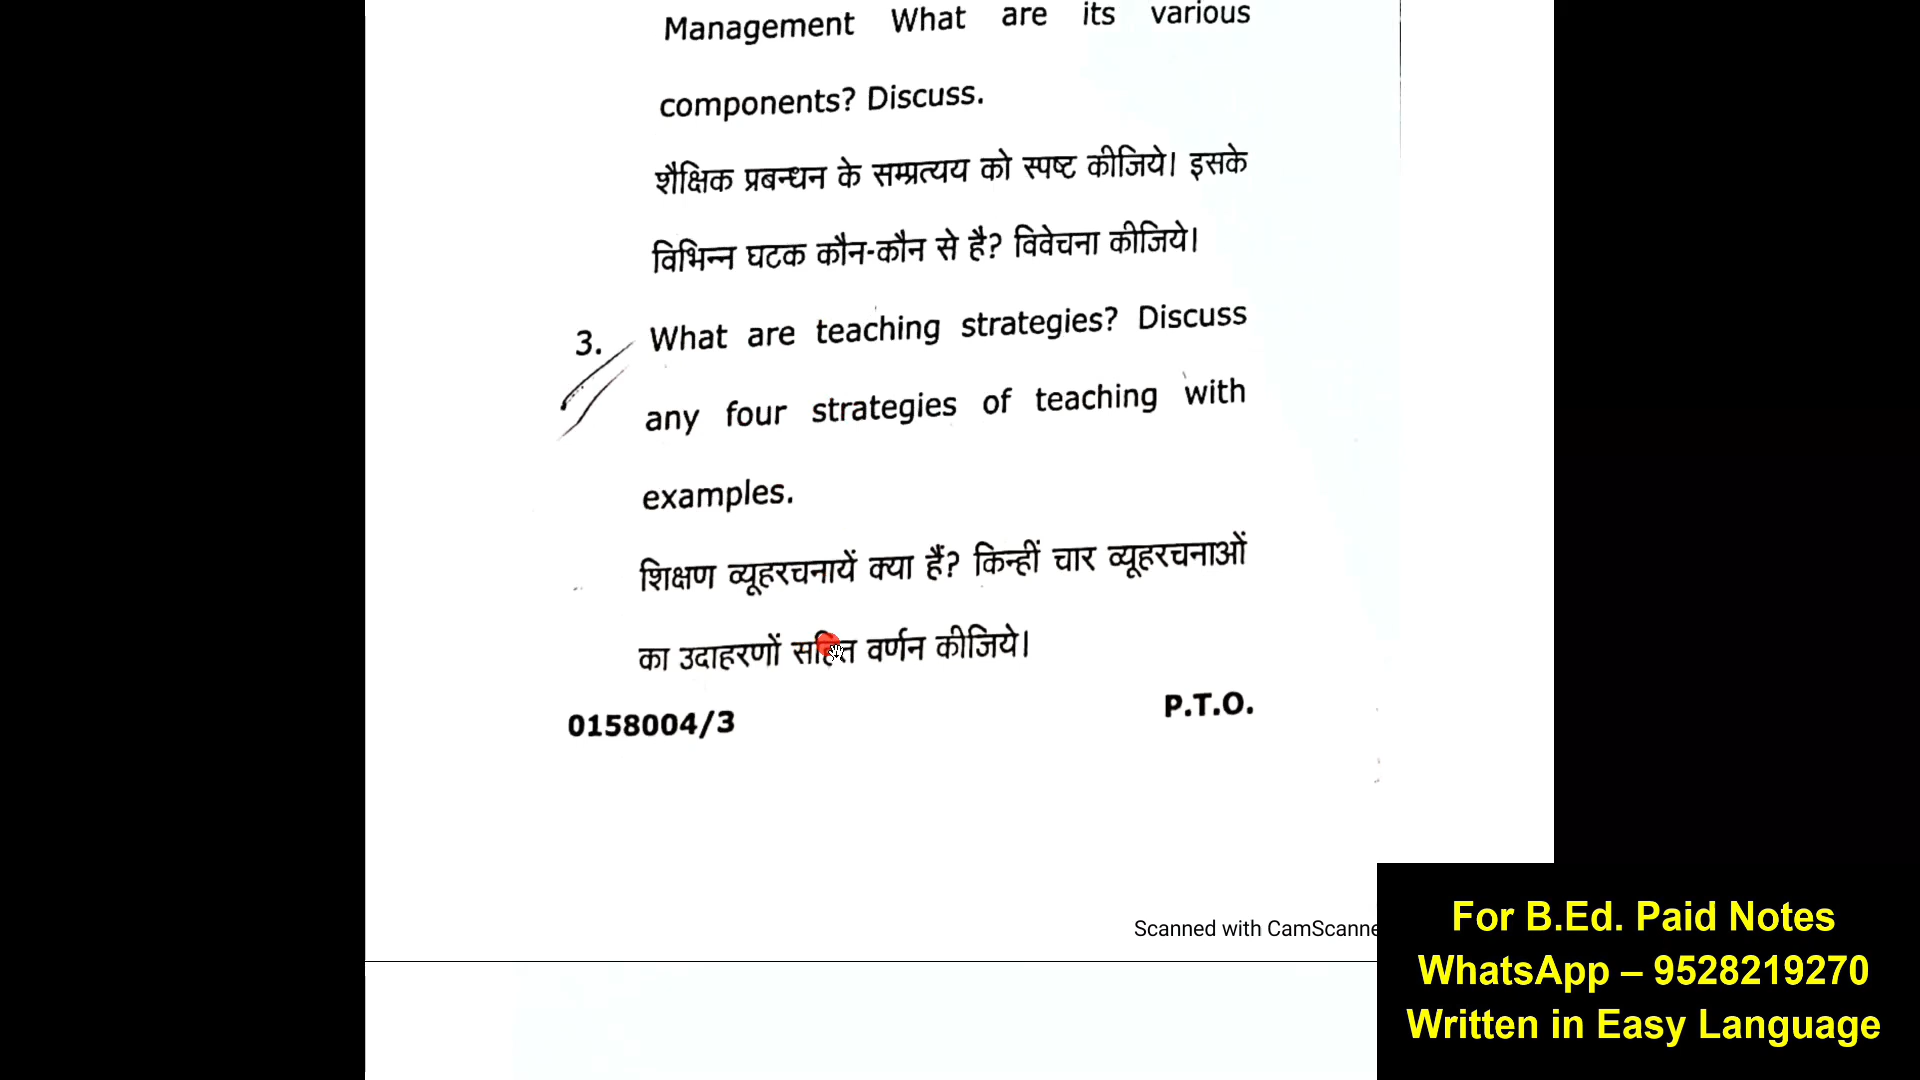 Management What are its various
components? Discuss.
शैक्षिक प्रबन्धन के सम्प्रत्यय को स्पष्ट कीजिये। इसके
विभिन्न घटक कौन-कौन से है? विवेचना कीजिये।
3. What are teaching strategies? Discuss
any four strategies of teaching with
examples.
शिक्षण व्यूहरचनायें क्या हैं? किन्हीं चार व्यूहरचनाओं
का उदाहरणों सहित वर्णन कीजिये।
0158004/3 P.T.O.
Scanned with CamScanne
For B.Ed. Paid Notes
WhatsApp – 9528219270
Written in Easy Language